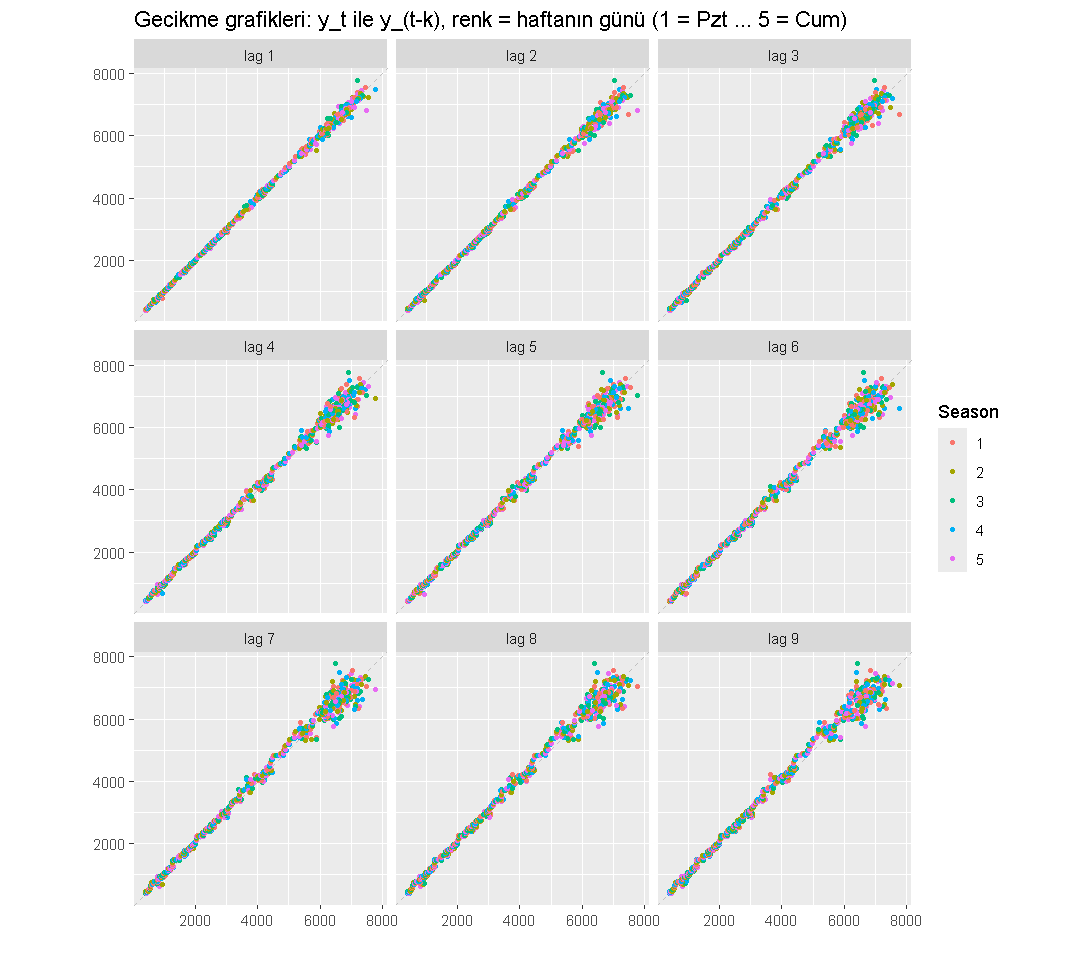 Gecikme grafikleri: y_t ile y_(t-k), renk = haftanın günü (1 = Pzt ... 5 = Cum)
lag 1
lag 2
lag 3
8000
6000
4000
2000
lag 4
lag 5
lag 6
8000
6000
4000
2000
lag 7
lag 8
lag 9
8000
6000
4000
2000
2000 4000 6000 8000
2000 4000 6000 8000
2000 4000 6000 8000
Season
1
2
3
4
5